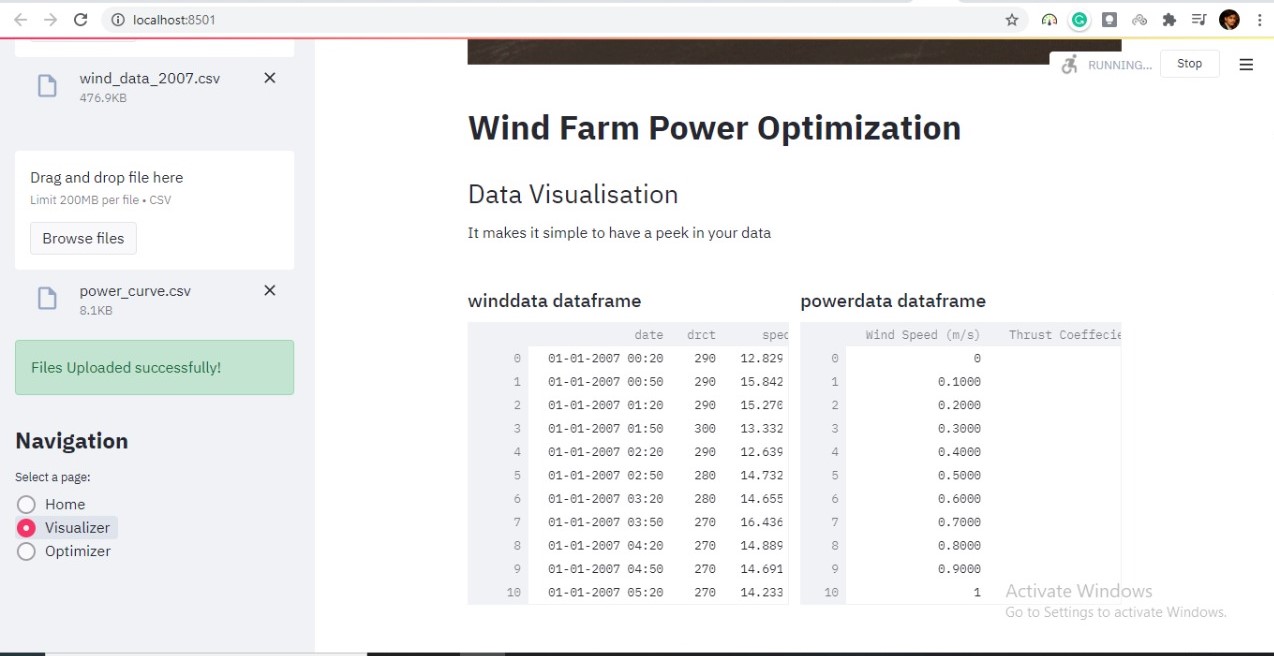 localhost:8501
wind_data_2007.csv
476.9KB
Drag and drop file here
Limit 200MB per file • CSV
Browse files
power_curve.csv
8.1KB
Files Uploaded successfully!
Navigation
Select a page:
Home
Visualizer
Optimizer
RUNNING...
Stop
Wind Farm Power Optimization
Data Visualisation
It makes it simple to have a peek in your data
winddata dataframe
date drct spee
0 01-01-2007 00:20 290 12.829
1 01-01-2007 00:50 290 15.842
2 01-01-2007 01:20 290 15.270
3 01-01-2007 01:50 300 13.332
4 01-01-2007 02:20 290 12.639
5 01-01-2007 02:50 280 14.732
6 01-01-2007 03:20 280 14.655
7 01-01-2007 03:50 270 16.436
8 01-01-2007 04:20 270 14.889
9 01-01-2007 04:50 270 14.691
10 01-01-2007 05:20 270 14.233
powerdata dataframe
Wind Speed (m/s) Thrust Coeffecie
0 0
1 0.1000
2 0.2000
3 0.3000
4 0.4000
5 0.5000
6 0.6000
7 0.7000
8 0.8000
9 0.9000
10 1
Activate Windows
Go to Settings to activate Windows.